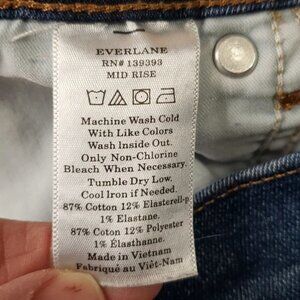 EVERLANE
RN# 139393
MID RISE
Machine Wash Cold
With Like Colors
Wash Inside Out.
Only Non-Chlorine
Bleach When Necessary.
Tumble Dry Low.
Cool Iron if Needed.
87% Cotton 12% Elasterell-p
1% Elastane.
87% Coton 12% Polyester
1% Élasthanne.
Made in Vietnam
Fabriqué au Viêt-Nam